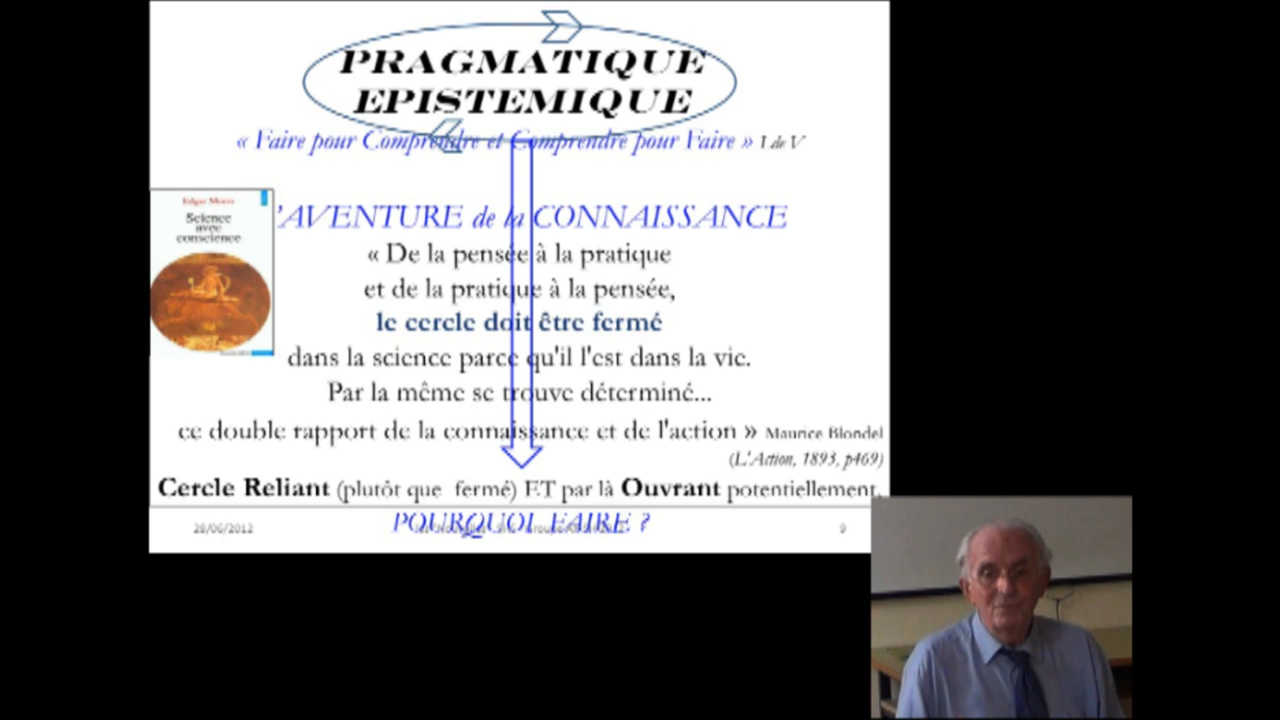 PRAGMATIQUE
EPISTEMIQUE
« Faire pour Comprendre et Comprendre pour Faire » L de V
'AVENTURE de la CONNAISSANCE
Edgar Morin
Science
avec
conscience
« De la pensée à la pratique
et de la pratique à la pensée,
le cercle doit être fermé
dans la science parce qu'il l'est dans la vie.
Par la même se trouve déterminé...
ce double rapport de la connaissance et de l'action » Maurice Blondel
(L'Action, 1893, p469)
Cercle Reliant (plutôt que fermé) ET par là Ouvrant potentiellement,
POURQUOI FAIRE ?
28/06/2012
9